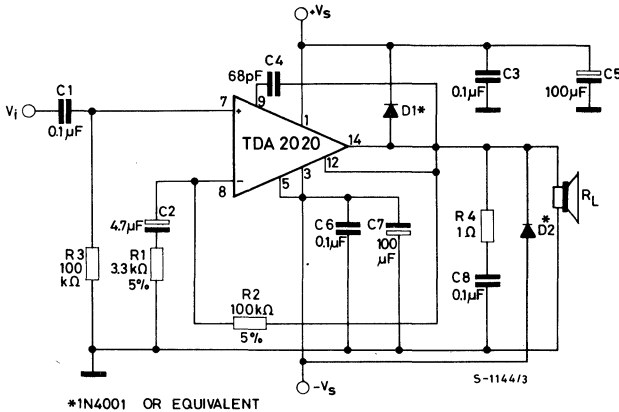 +Vs
C4
68pF
C1
Vi
0.1µF
7
+
9
1
TDA 2020
14
12
3
5
8
−
D1*
C3
0.1µF
C5
100µF
C2
4.7µF
R3
100
kΩ
R1
3.3kΩ
5%
R2
100kΩ
5%
C6
0.1µF
C7
100
µF
R4
1Ω
C8
0.1µF
*
D2
RL
−Vs
S-1144/3
*1N4001 OR EQUIVALENT